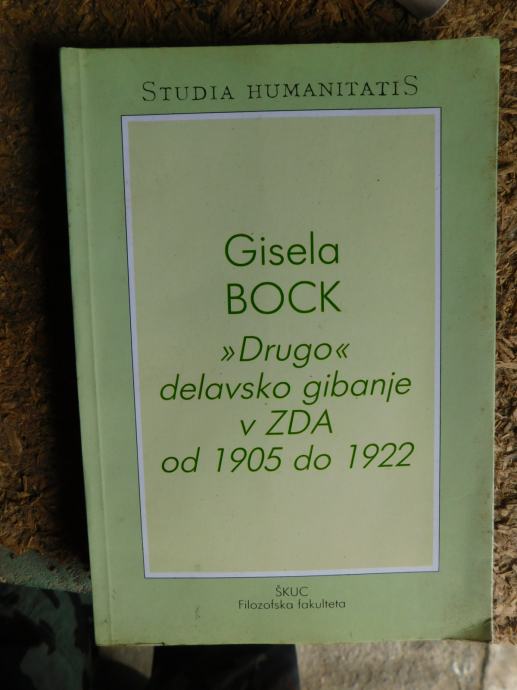 STUDIA HUMANITATIS
Gisela
BOCK
»Drugo«
delavsko gibanje
v ZDA
od 1905 do 1922
ŠKUC
Filozofska fakulteta